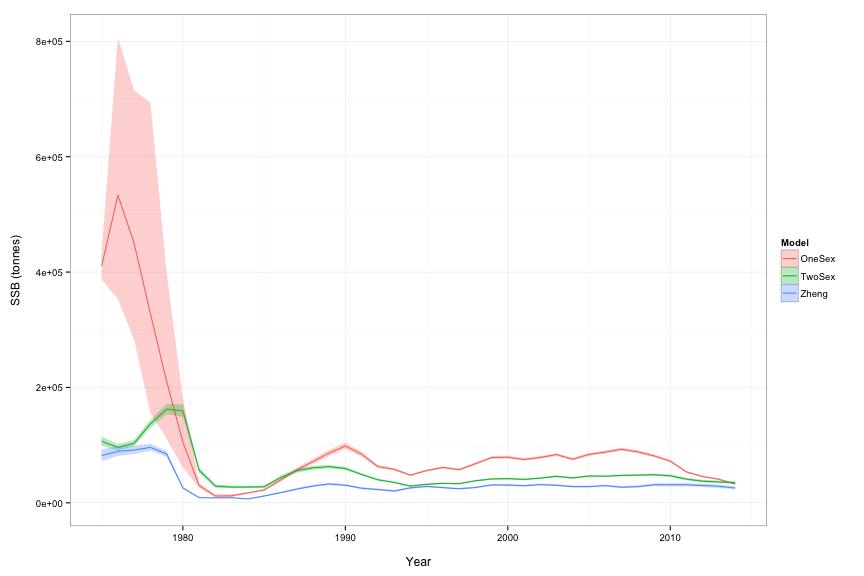 SSB (tonnes)
8e+05
6e+05
4e+05
2e+05
0e+00
1980
1990
2000
2010
Year
Model
OneSex
TwoSex
Zheng